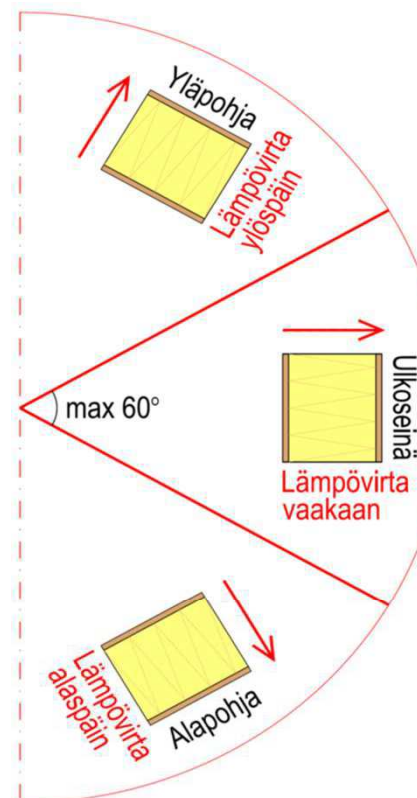 Yläpohja
Lämpövirta
ylöspäin
max 60°
Ulkoseinä
Lämpövirta
vaakaan
Lämpövirta
alaspäin
Alapohja